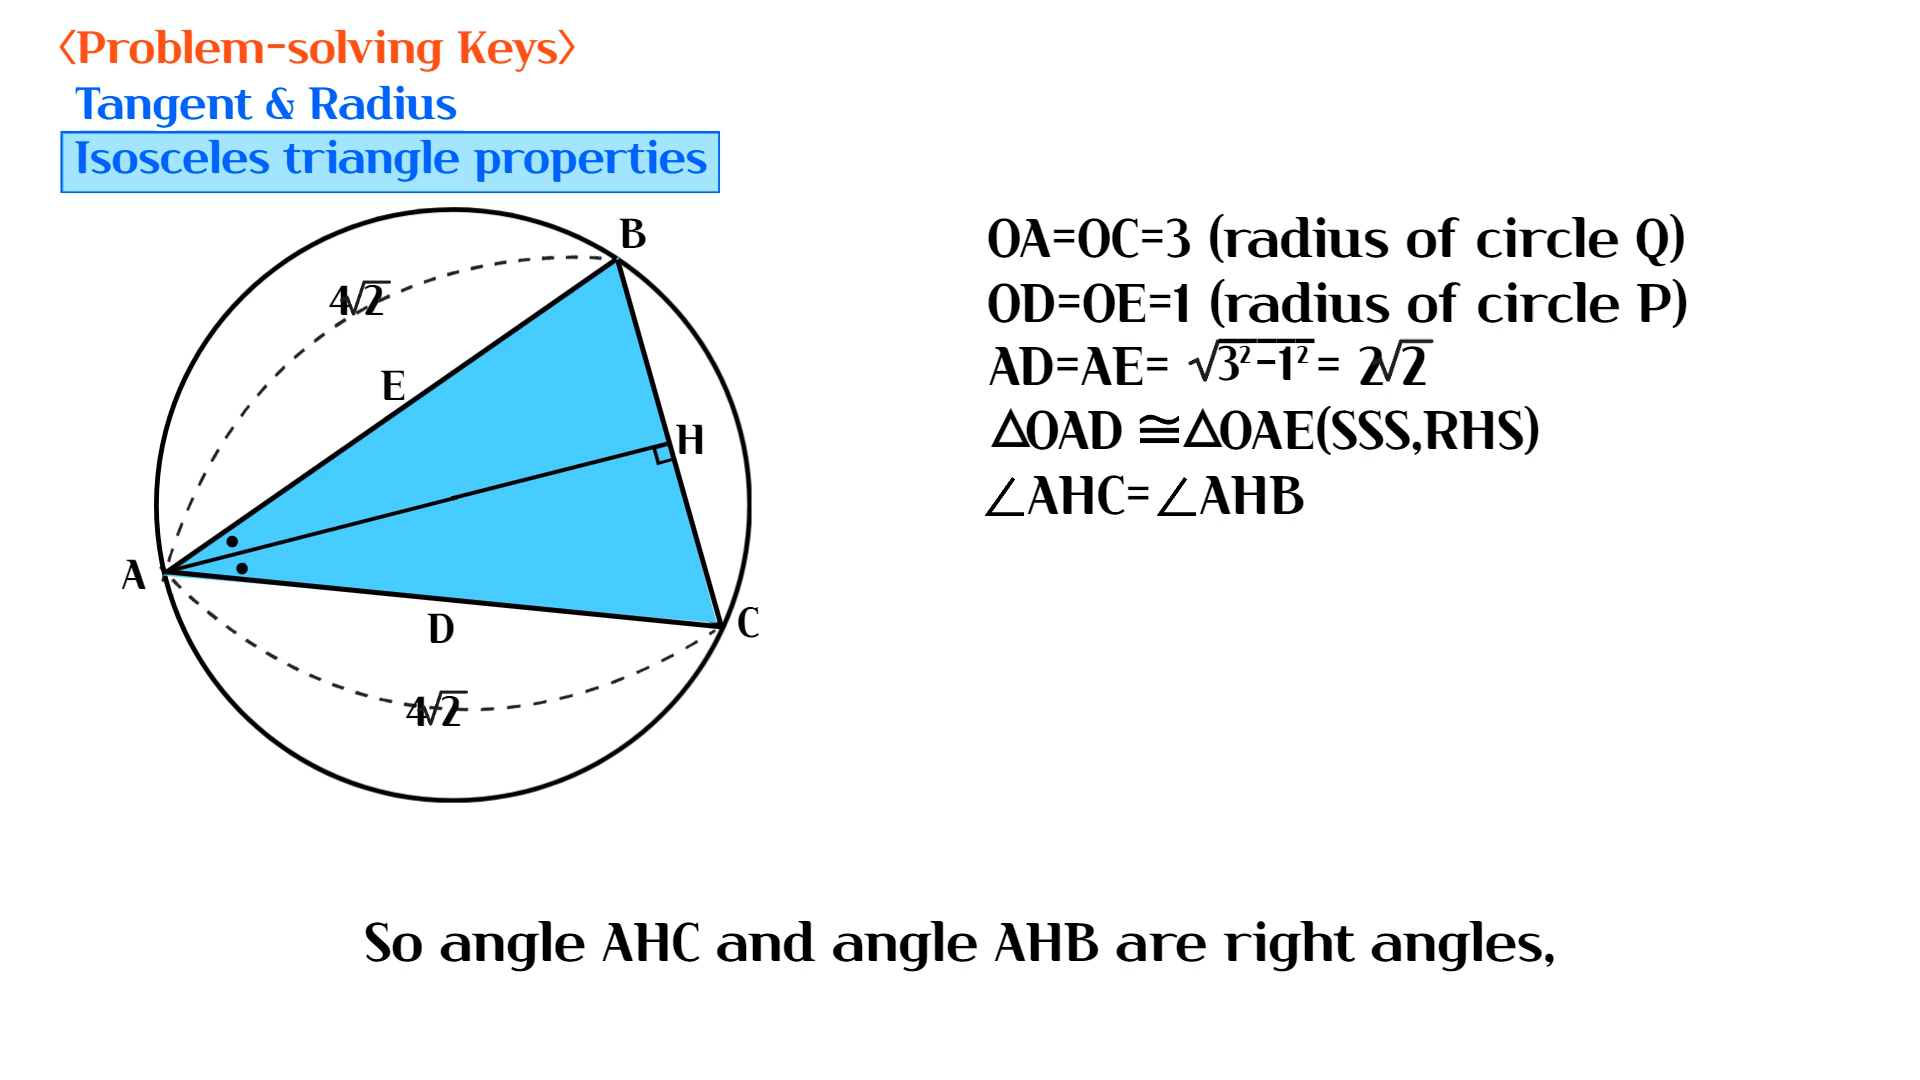 〈Problem-solving Keys〉
Tangent & Radius
Isosceles triangle properties
B
4√2
E
H
A
D
C
4√2
OA=OC=3 (radius of circle Q)
OD=OE=1 (radius of circle P)
AD=AE= √3²-1² = 2√2
△OAD ≅△OAE(SSS,RHS)
∠AHC=∠AHB
So angle AHC and angle AHB are right angles,